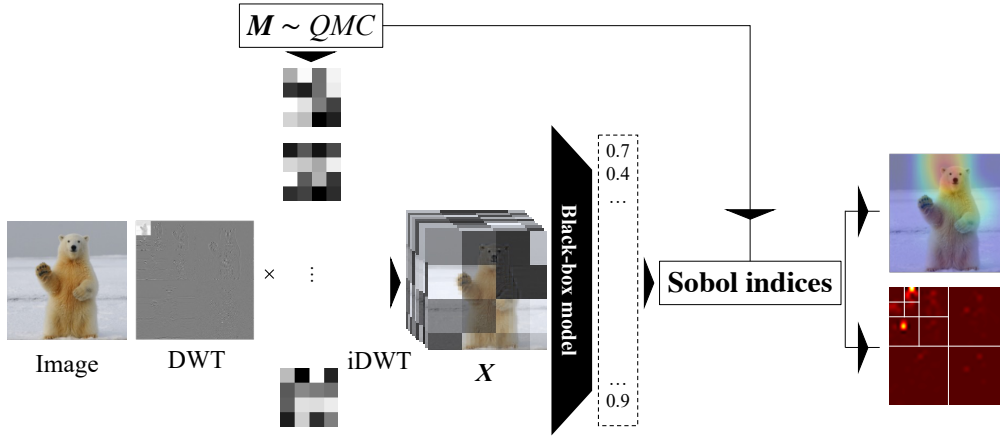 M ~ QMC
0.7
0.4
...
Black-box model
×
⋮
Sobol indices
Image
DWT
iDWT
X
...
0.9